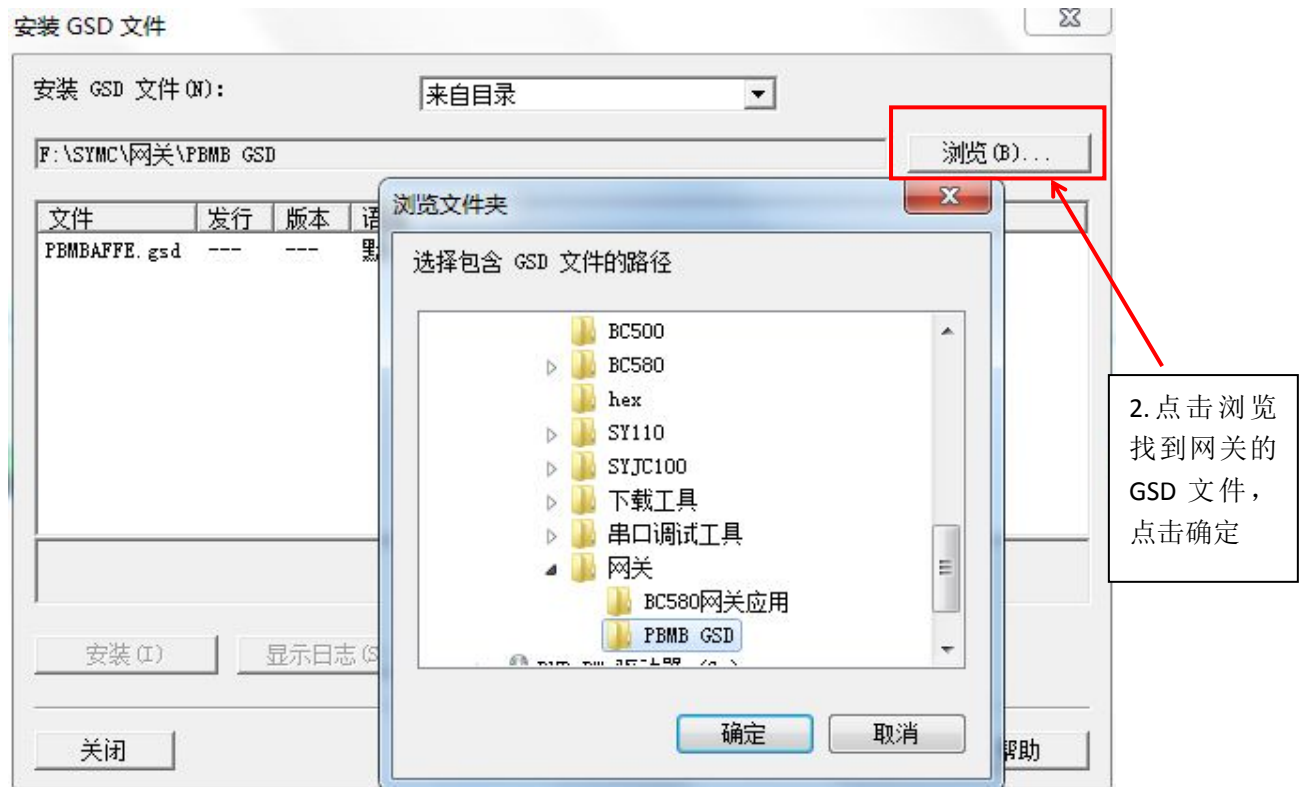 安装 GSD 文件
安装 GSD 文件(N):
来自目录
F:\SYMC\网关\PBMB GSD
浏览(B)...
文件 发行 版本
PBMBAFFE.gsd --- ---
浏览文件夹
选择包含 GSD 文件的路径
BC500
BC580
hex
SY110
SYJC100
下载工具
串口调试工具
网关
BC580网关应用
PBMB GSD
2.点击浏览
找到网关的
GSD 文件，
点击确定
安装(I)
显示日志(S
确定
取消
关闭
帮助